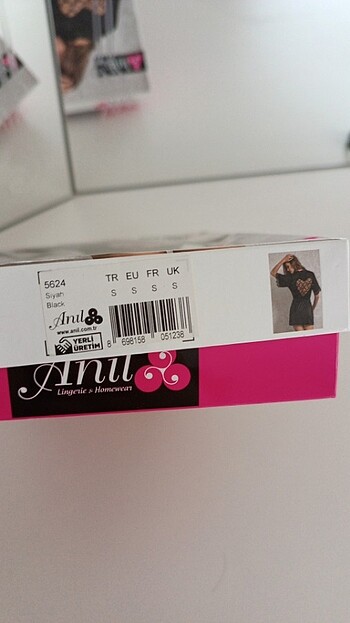 5624
Siyah
Black
TR EU FR UK
S S S S
Anıl
www.anil.com.tr
YERLİ
ÜRETİM
8 698158 051238
Anıl
Lingerie & Homewear